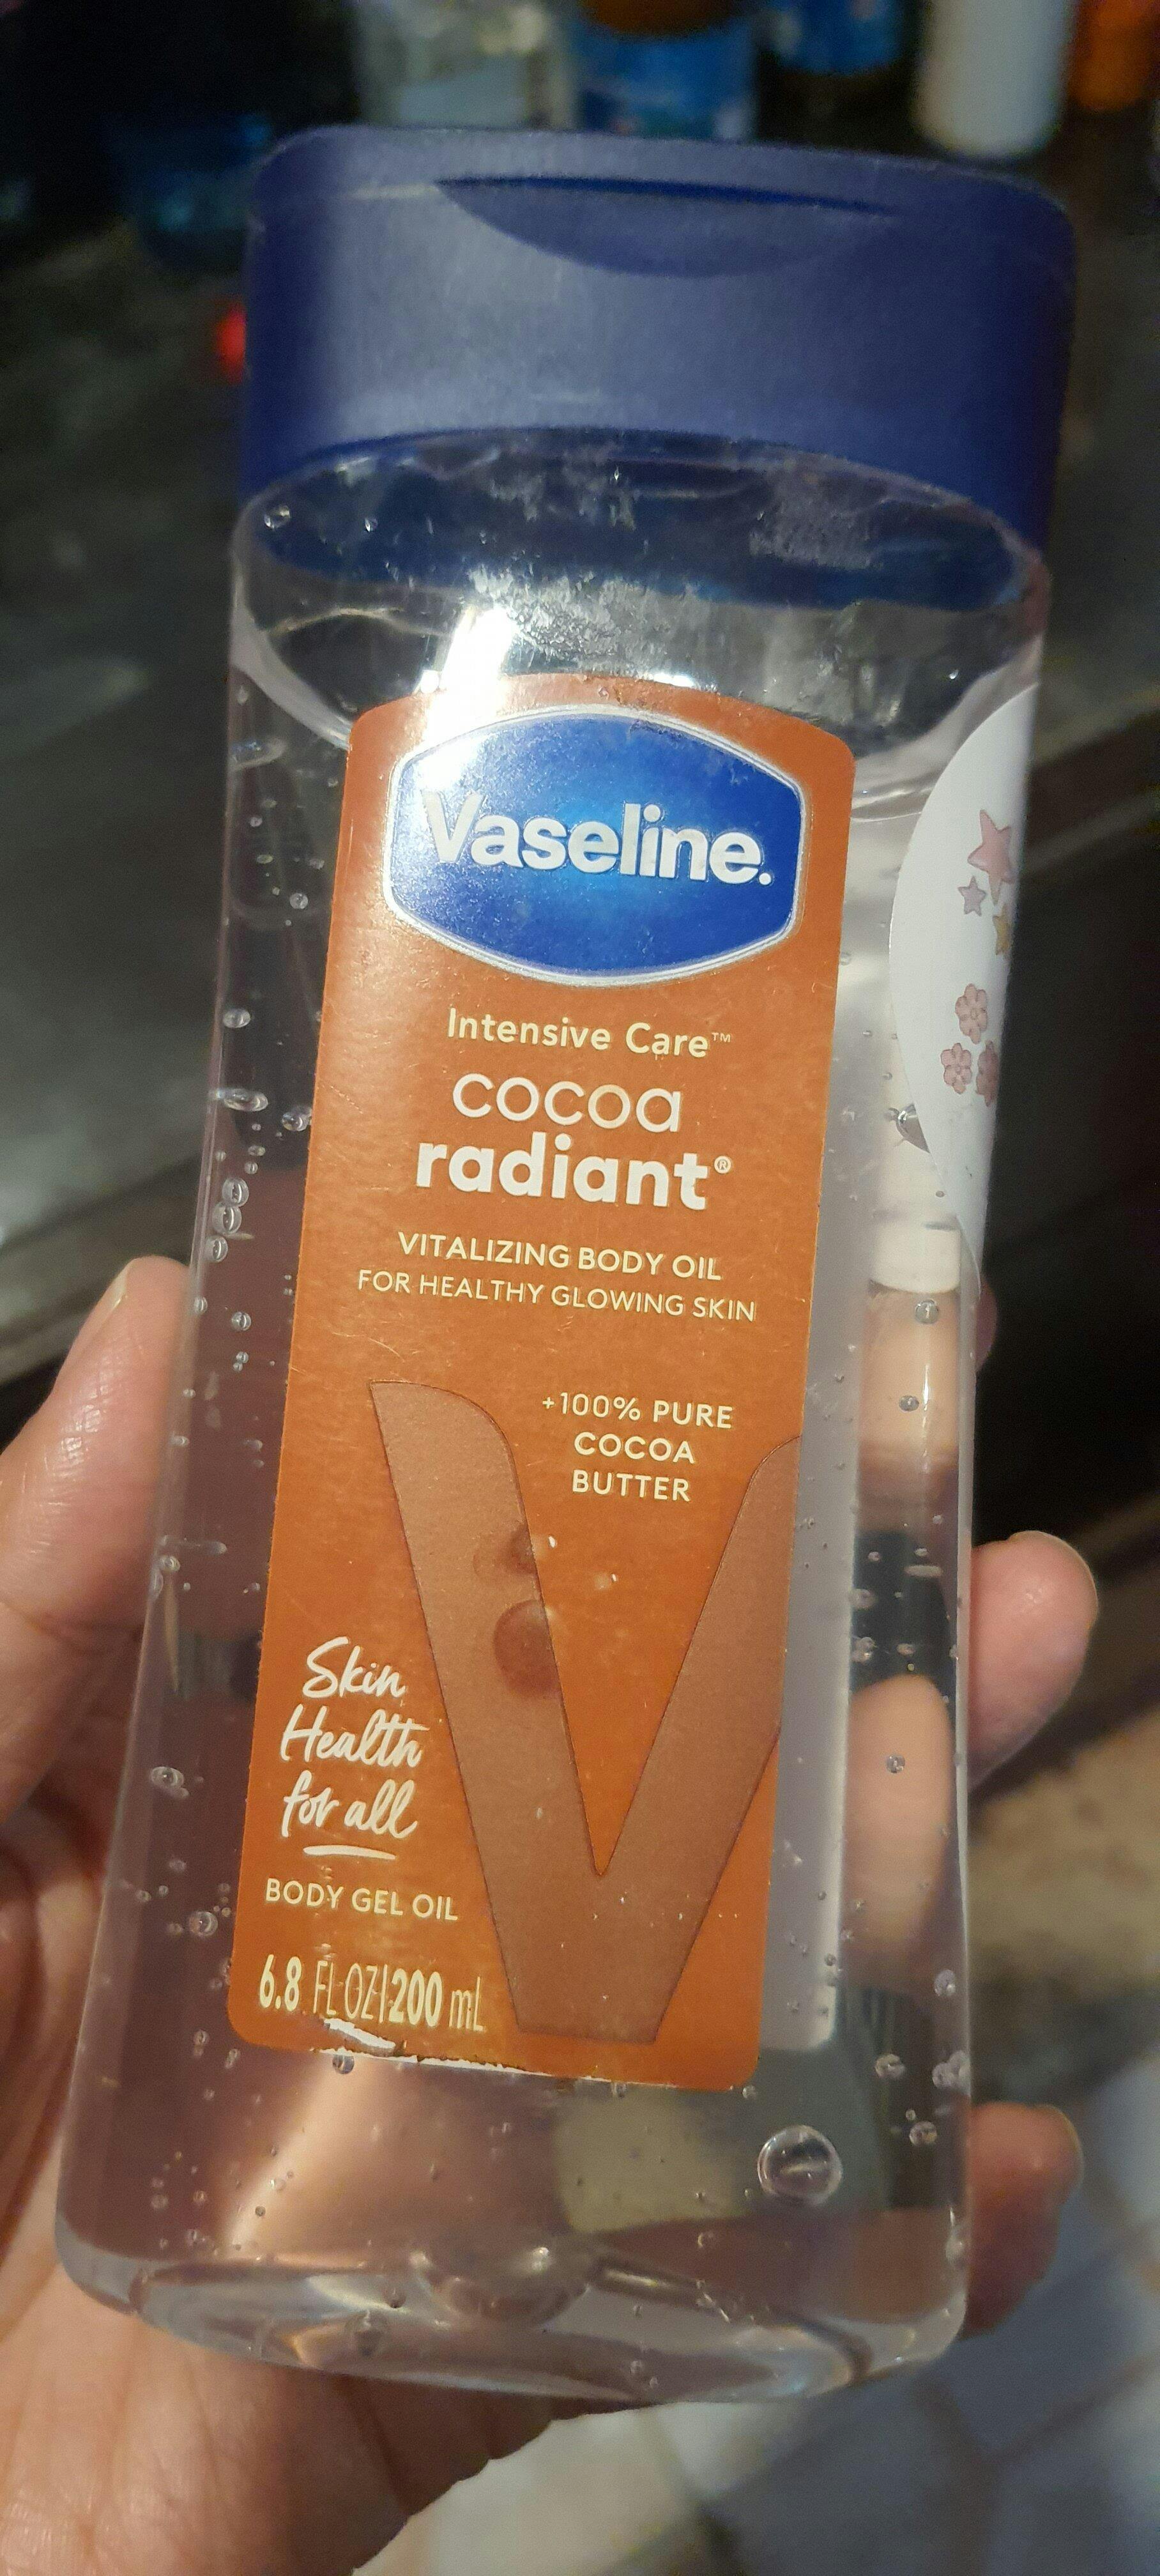 Vaseline.
Intensive Care™
cocoa
radiant®
VITALIZING BODY OIL
FOR HEALTHY GLOWING SKIN
+100% PURE
COCOA
BUTTER
Skin
Health
for all
BODY GEL OIL
6.8 FL OZ|200 mL